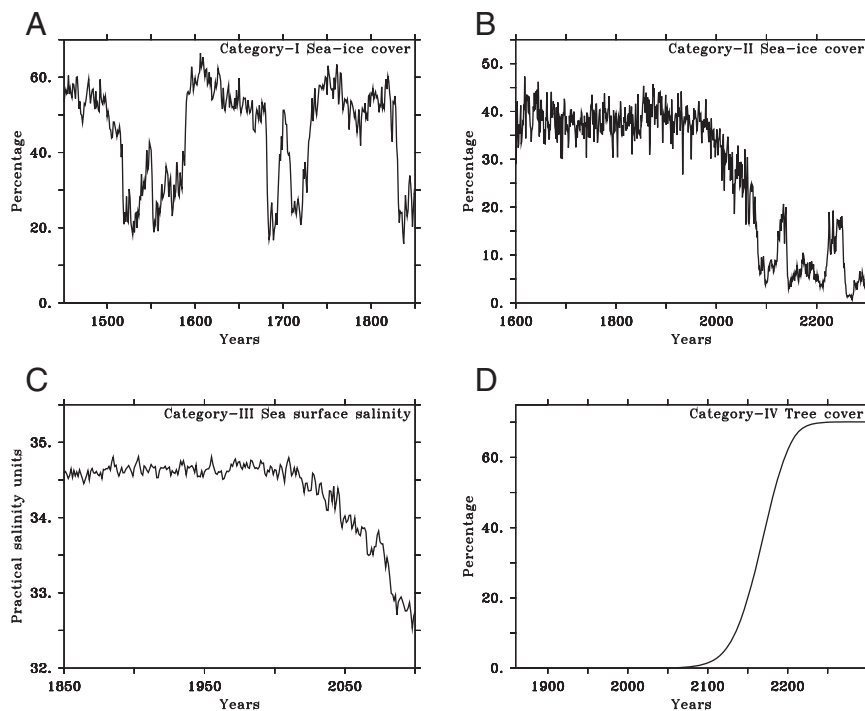 A
Category-I Sea-ice cover
Percentage
60.
40.
20.
0.
1500 1600 1700 1800
Years
B
Category-II Sea-ice cover
Percentage
50.
40.
30.
20.
10.
0.
1600 1800 2000 2200
Years
C
Category-III Sea surface salinity
Practical salinity units
35.
34.
33.
32.
1850 1950 2050
Years
D
Category-IV Tree cover
Percentage
60.
40.
20.
0.
1900 2000 2100 2200
Years